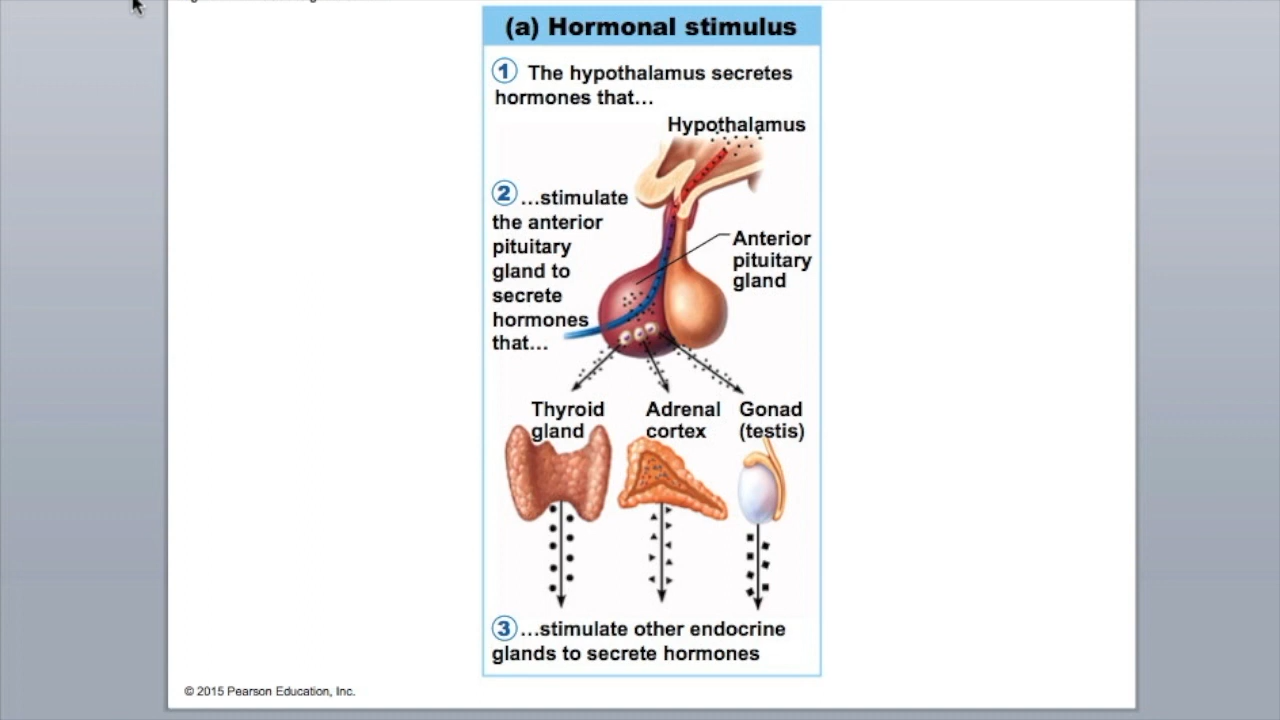 (a) Hormonal stimulus
1 The hypothalamus secretes
hormones that...
Hypothalamus
2 ...stimulate
the anterior
pituitary
gland to
secrete
hormones
that...
Anterior
pituitary
gland
Thyroid
gland
Adrenal
cortex
Gonad
(testis)
3 ...stimulate other endocrine
glands to secrete hormones
© 2015 Pearson Education, Inc.